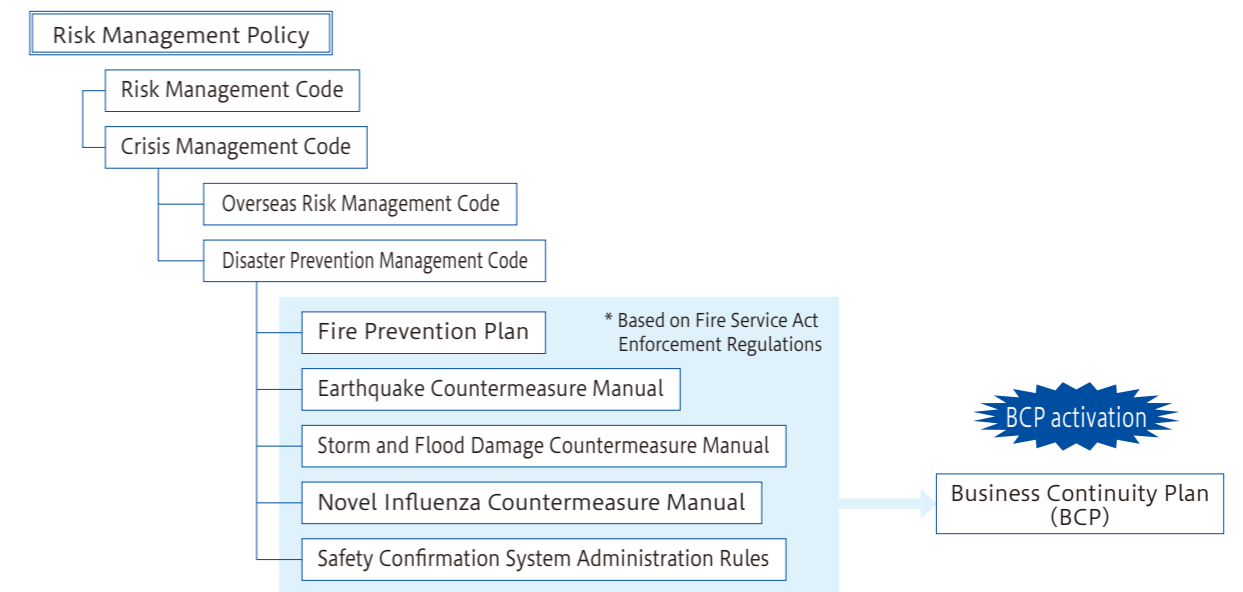 Risk Management Policy
Risk Management Code
Crisis Management Code
Overseas Risk Management Code
Disaster Prevention Management Code
Fire Prevention Plan
* Based on Fire Service Act
Enforcement Regulations
Earthquake Countermeasure Manual
Storm and Flood Damage Countermeasure Manual
Novel Influenza Countermeasure Manual
Safety Confirmation System Administration Rules
BCP activation
Business Continuity Plan
(BCP)